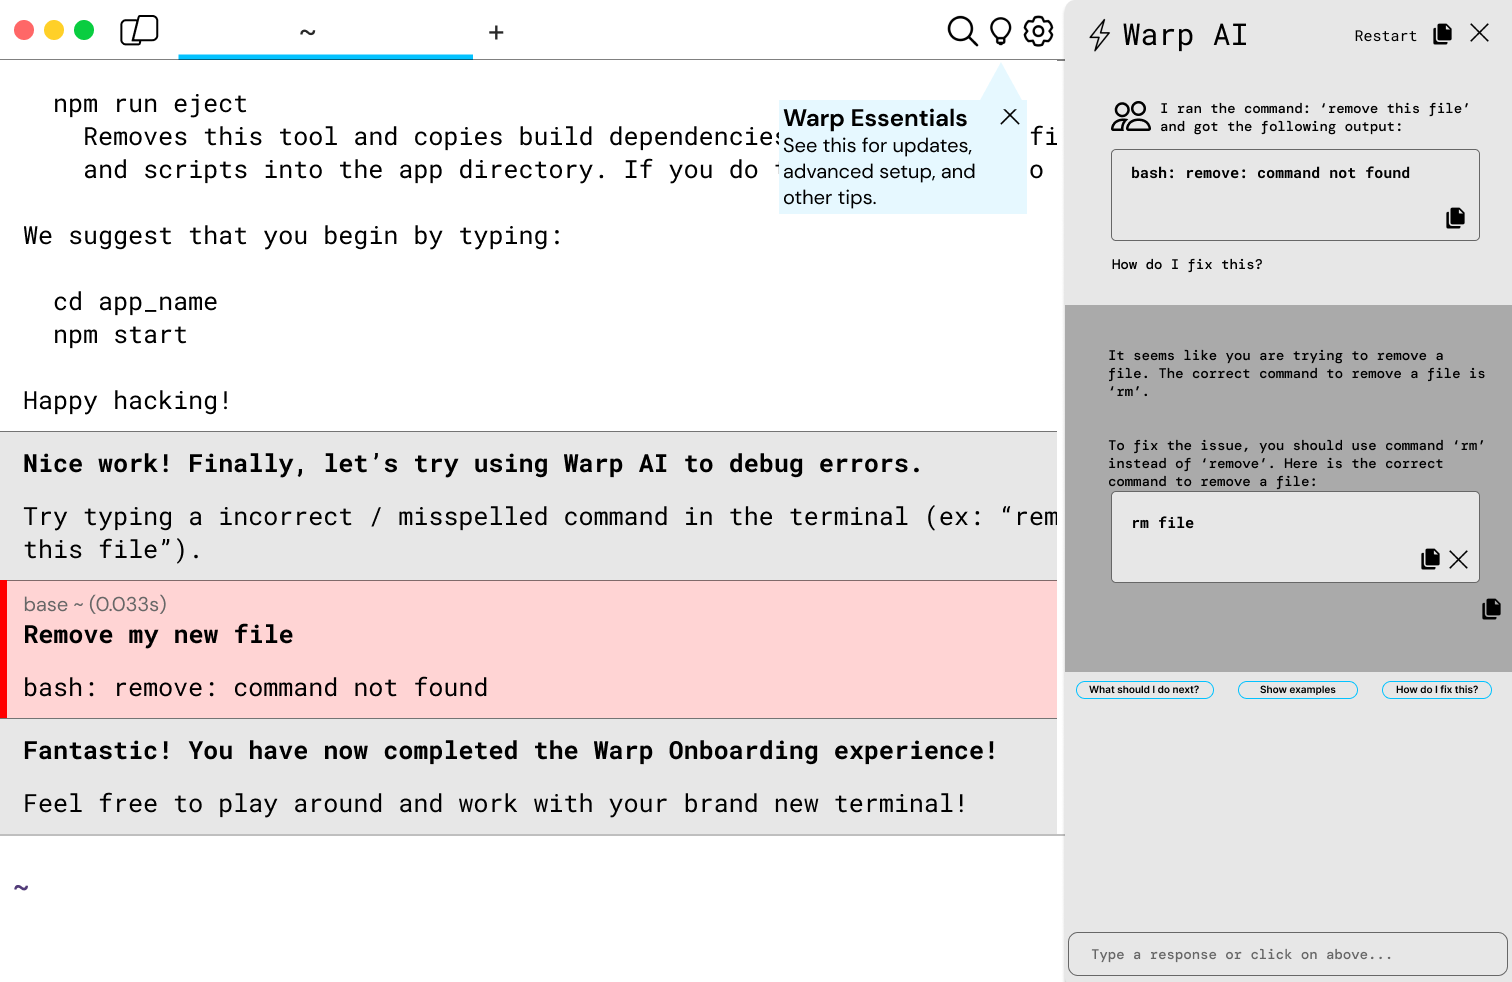 ~
+
npm run eject
Removes this tool and copies build dependencies
and scripts into the app directory. If you do
We suggest that you begin by typing:
cd app_name
npm start
Happy hacking!
Nice work! Finally, let’s try using Warp AI to debug errors.
Try typing a incorrect / misspelled command in the terminal (ex: “rem
this file”).
base ~ (0.033s)
Remove my new file
bash: remove: command not found
Fantastic! You have now completed the Warp Onboarding experience!
Feel free to play around and work with your brand new terminal!
~
Warp Essentials
See this for updates,
advanced setup, and
other tips.
Warp AI
Restart
I ran the command: ‘remove this file’
and got the following output:
bash: remove: command not found
How do I fix this?
It seems like you are trying to remove a
file. The correct command to remove a file is
‘rm’.
To fix the issue, you should use command ‘rm’
instead of ‘remove’. Here is the correct
command to remove a file:
rm file
What should I do next?
Show examples
How do I fix this?
Type a response or click on above...